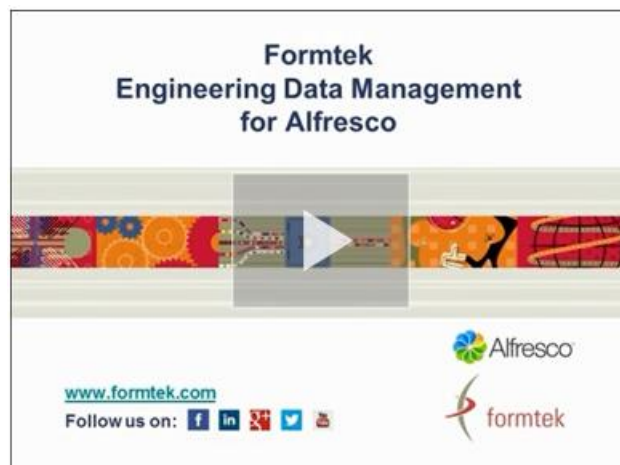 Formtek
Engineering Data Management
for Alfresco
Alfresco
www.formtek.com
Follow us on:
formtek